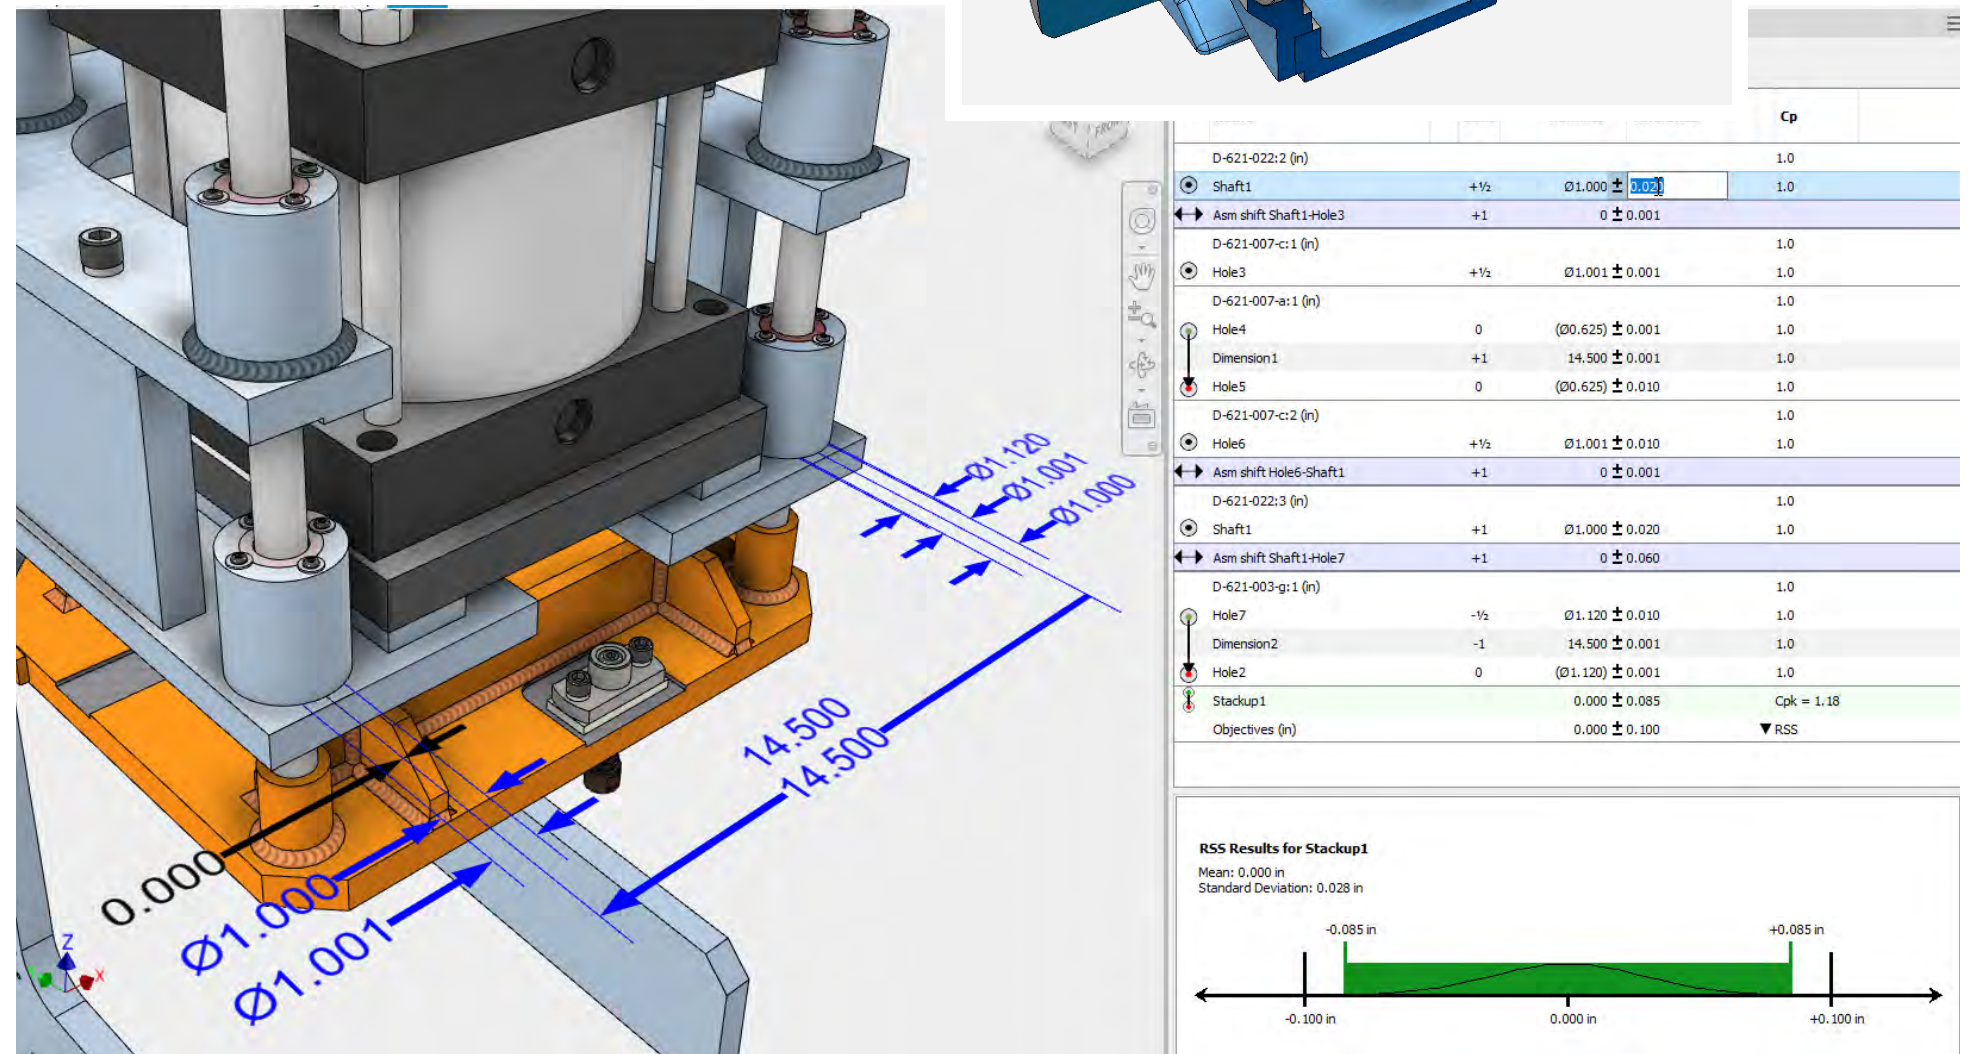 Cp
D-621-022:2 (in) 1.0
Shaft1 +½ Ø1.000 ± 0.020 1.0
Asm shift Shaft1-Hole3 +1 0 ± 0.001
D-621-007-c:1 (in) 1.0
Hole3 +½ Ø1.001 ± 0.001 1.0
D-621-007-a:1 (in) 1.0
Hole4 0 (Ø0.625) ± 0.001 1.0
Dimension1 +1 14.500 ± 0.001 1.0
Hole5 0 (Ø0.625) ± 0.010 1.0
D-621-007-c:2 (in) 1.0
Hole6 +½ Ø1.001 ± 0.010 1.0
Asm shift Hole6-Shaft1 +1 0 ± 0.001
D-621-022:3 (in) 1.0
Shaft1 +1 Ø1.000 ± 0.020 1.0
Asm shift Shaft1-Hole7 +1 0 ± 0.060
D-621-003-g:1 (in) 1.0
Hole7 -½ Ø1.120 ± 0.010 1.0
Dimension2 -1 14.500 ± 0.001 1.0
Hole2 0 (Ø1.120) ± 0.001 1.0
Stackup1 0.000 ± 0.085 Cpk = 1.18
Objectives (in) 0.000 ± 0.100 ▼ RSS
Ø1.120
Ø1.001
Ø1.000
14.500
14.500
0.000
Ø1.000
Ø1.001
Z
X
RSS Results for Stackup1
Mean: 0.000 in
Standard Deviation: 0.028 in
-0.085 in +0.085 in
-0.100 in 0.000 in +0.100 in